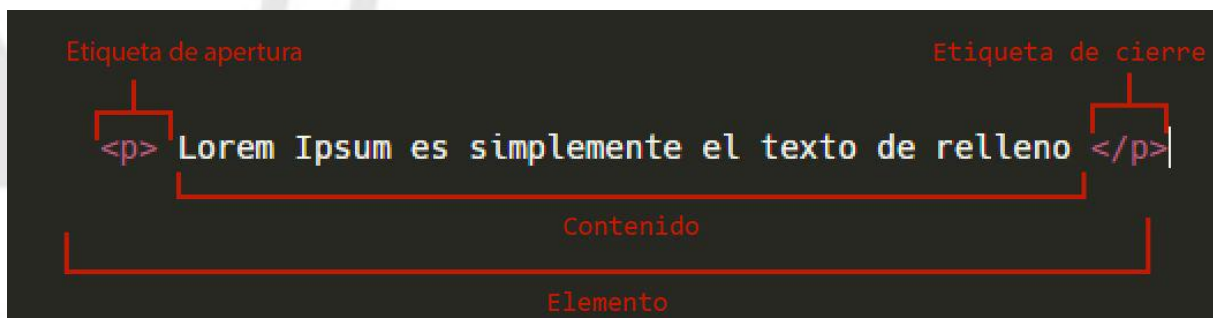 Etiqueta de apertura Etiqueta de cierre
<p> Lorem Ipsum es simplemente el texto de relleno </p>
Contenido
Elemento